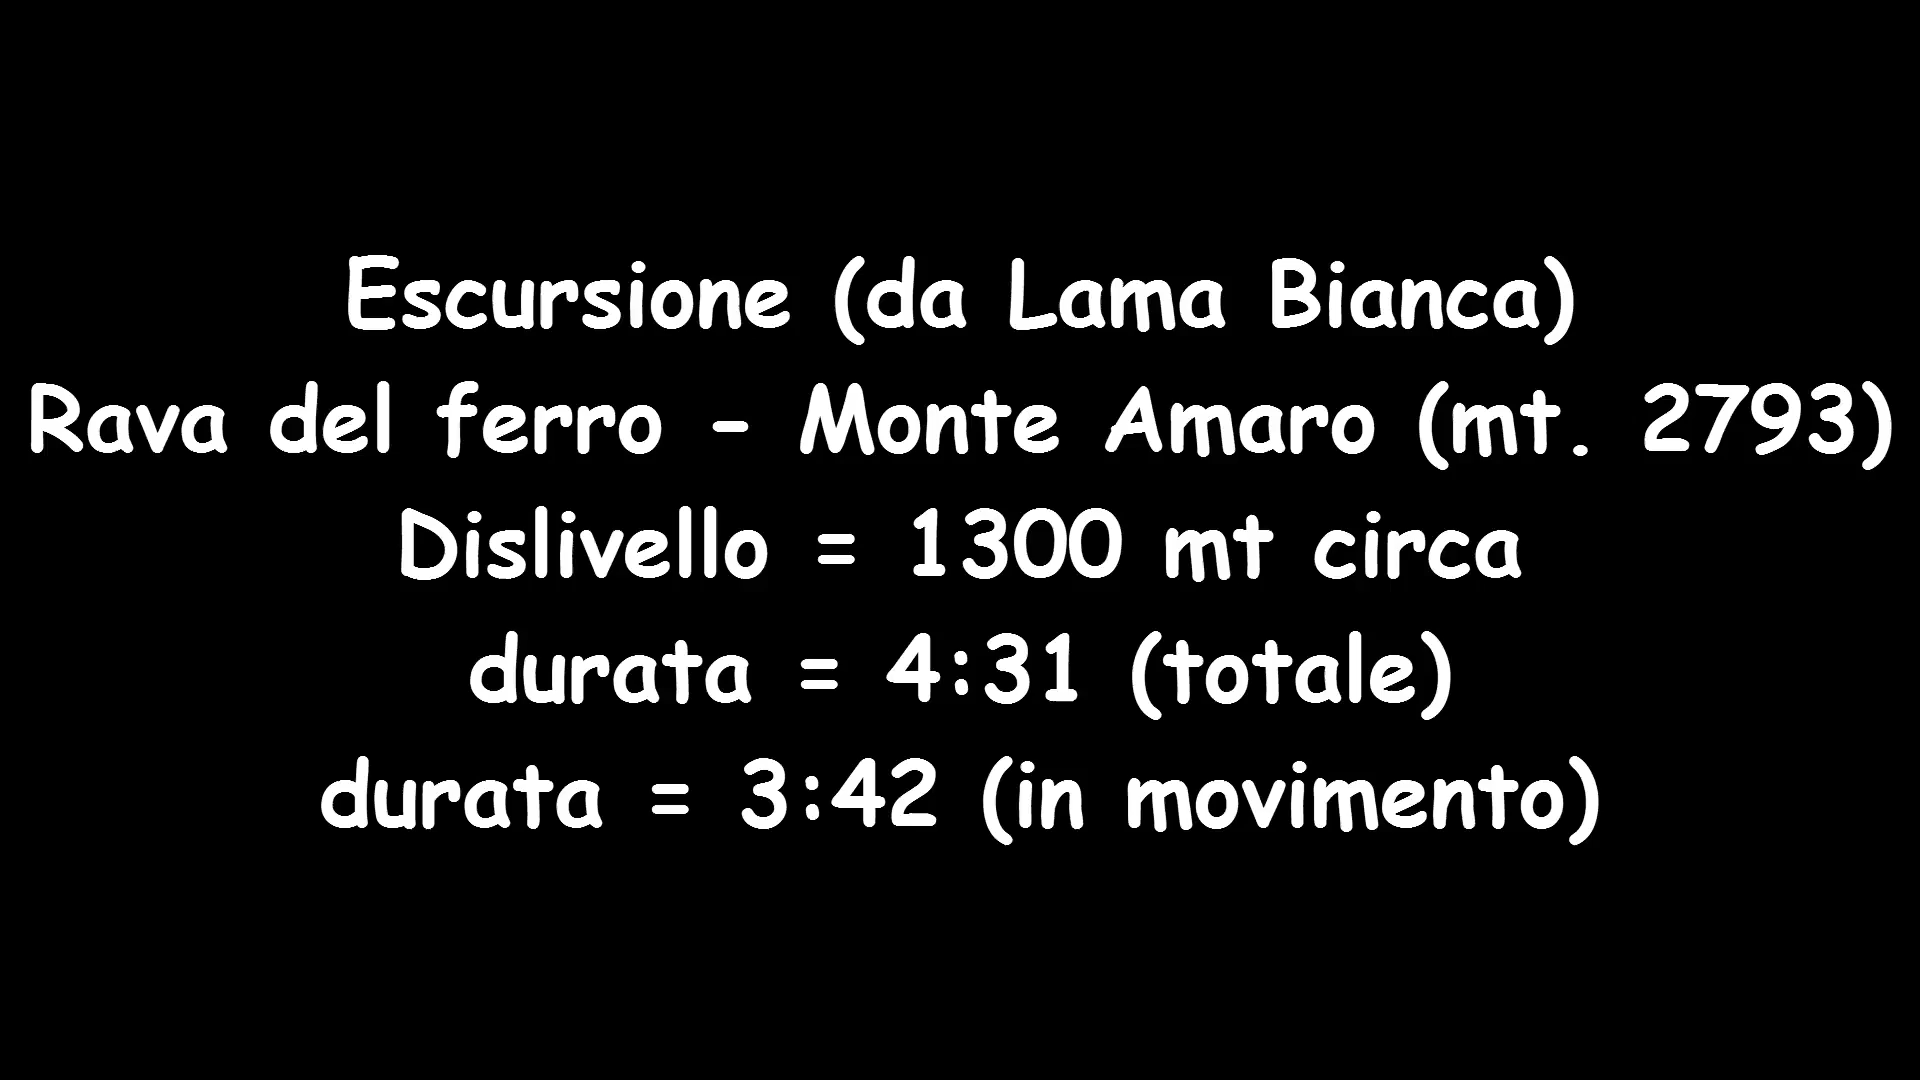 Escursione (da Lama Bianca)
Rava del ferro - Monte Amaro (mt. 2793)
Dislivello = 1300 mt circa
durata = 4:31 (totale)
durata = 3:42 (in movimento)